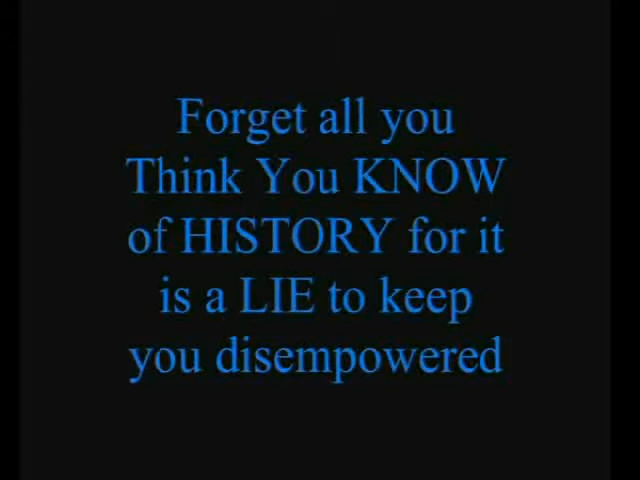 Forget all you
Think You KNOW
of HISTORY for it
is a LIE to keep
you disempowered